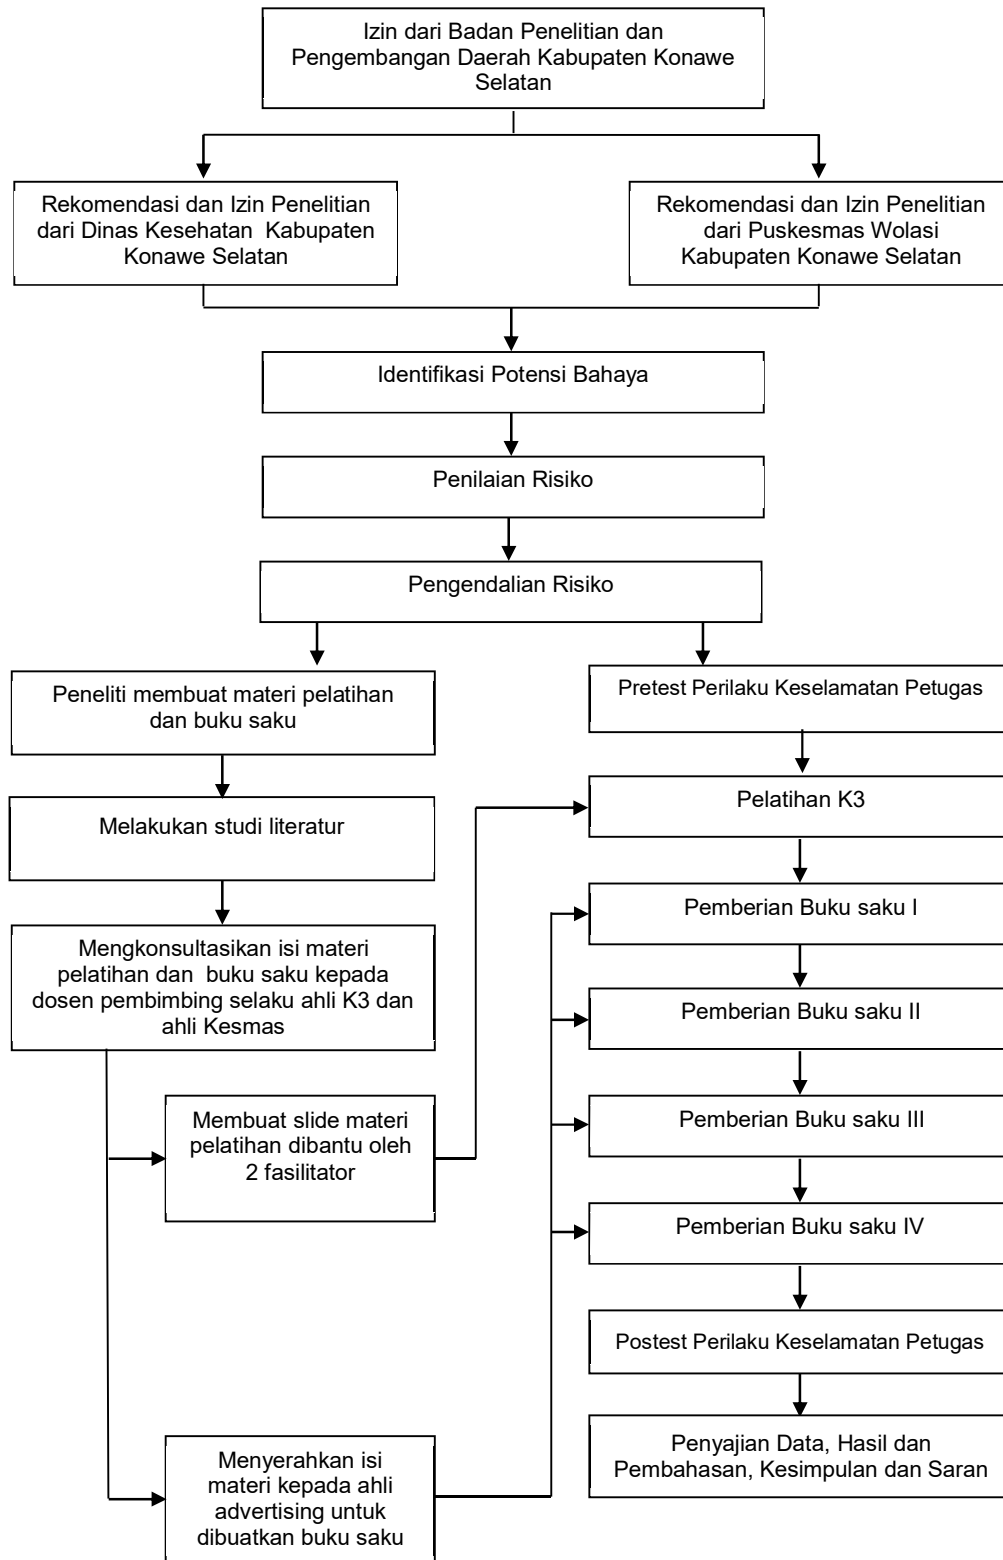 Izin dari Badan Penelitian dan
Pengembangan Daerah Kabupaten Konawe
Selatan
Rekomendasi dan Izin Penelitian
dari Dinas Kesehatan Kabupaten
Konawe Selatan
Rekomendasi dan Izin Penelitian
dari Puskesmas Wolasi
Kabupaten Konawe Selatan
Identifikasi Potensi Bahaya
Penilaian Risiko
Pengendalian Risiko
Peneliti membuat materi pelatihan
dan buku saku
Melakukan studi literatur
Mengkonsultasikan isi materi
pelatihan dan buku saku kepada
dosen pembimbing selaku ahli K3 dan
ahli Kesmas
Membuat slide materi
pelatihan dibantu oleh
2 fasilitator
Menyerahkan isi
materi kepada ahli
advertising untuk
dibuatkan buku saku
Pretest Perilaku Keselamatan Petugas
Pelatihan K3
Pemberian Buku saku I
Pemberian Buku saku II
Pemberian Buku saku III
Pemberian Buku saku IV
Postest Perilaku Keselamatan Petugas
Penyajian Data, Hasil dan
Pembahasan, Kesimpulan dan Saran